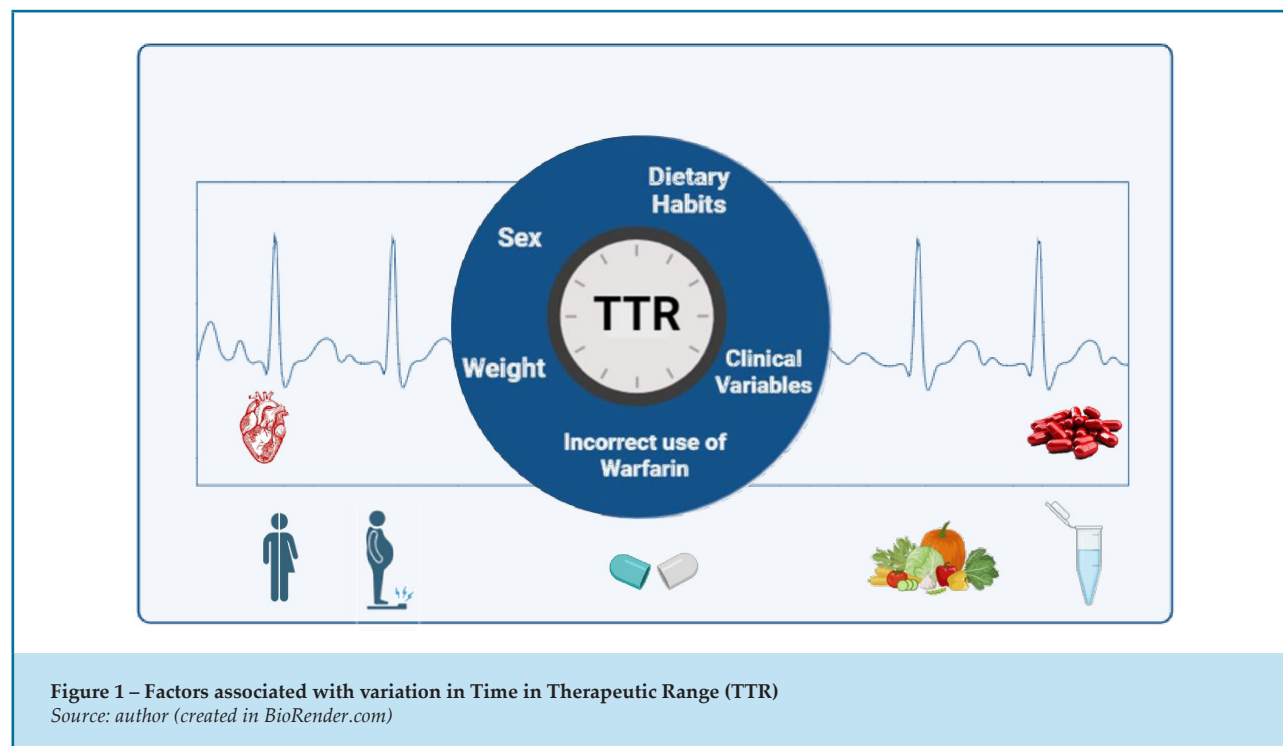 Dietary
Habits
Sex
TTR
Weight
Clinical
Variables
Incorrect use of
Warfarin
Figure 1 – Factors associated with variation in Time in Therapeutic Range (TTR)
Source: author (created in BioRender.com)